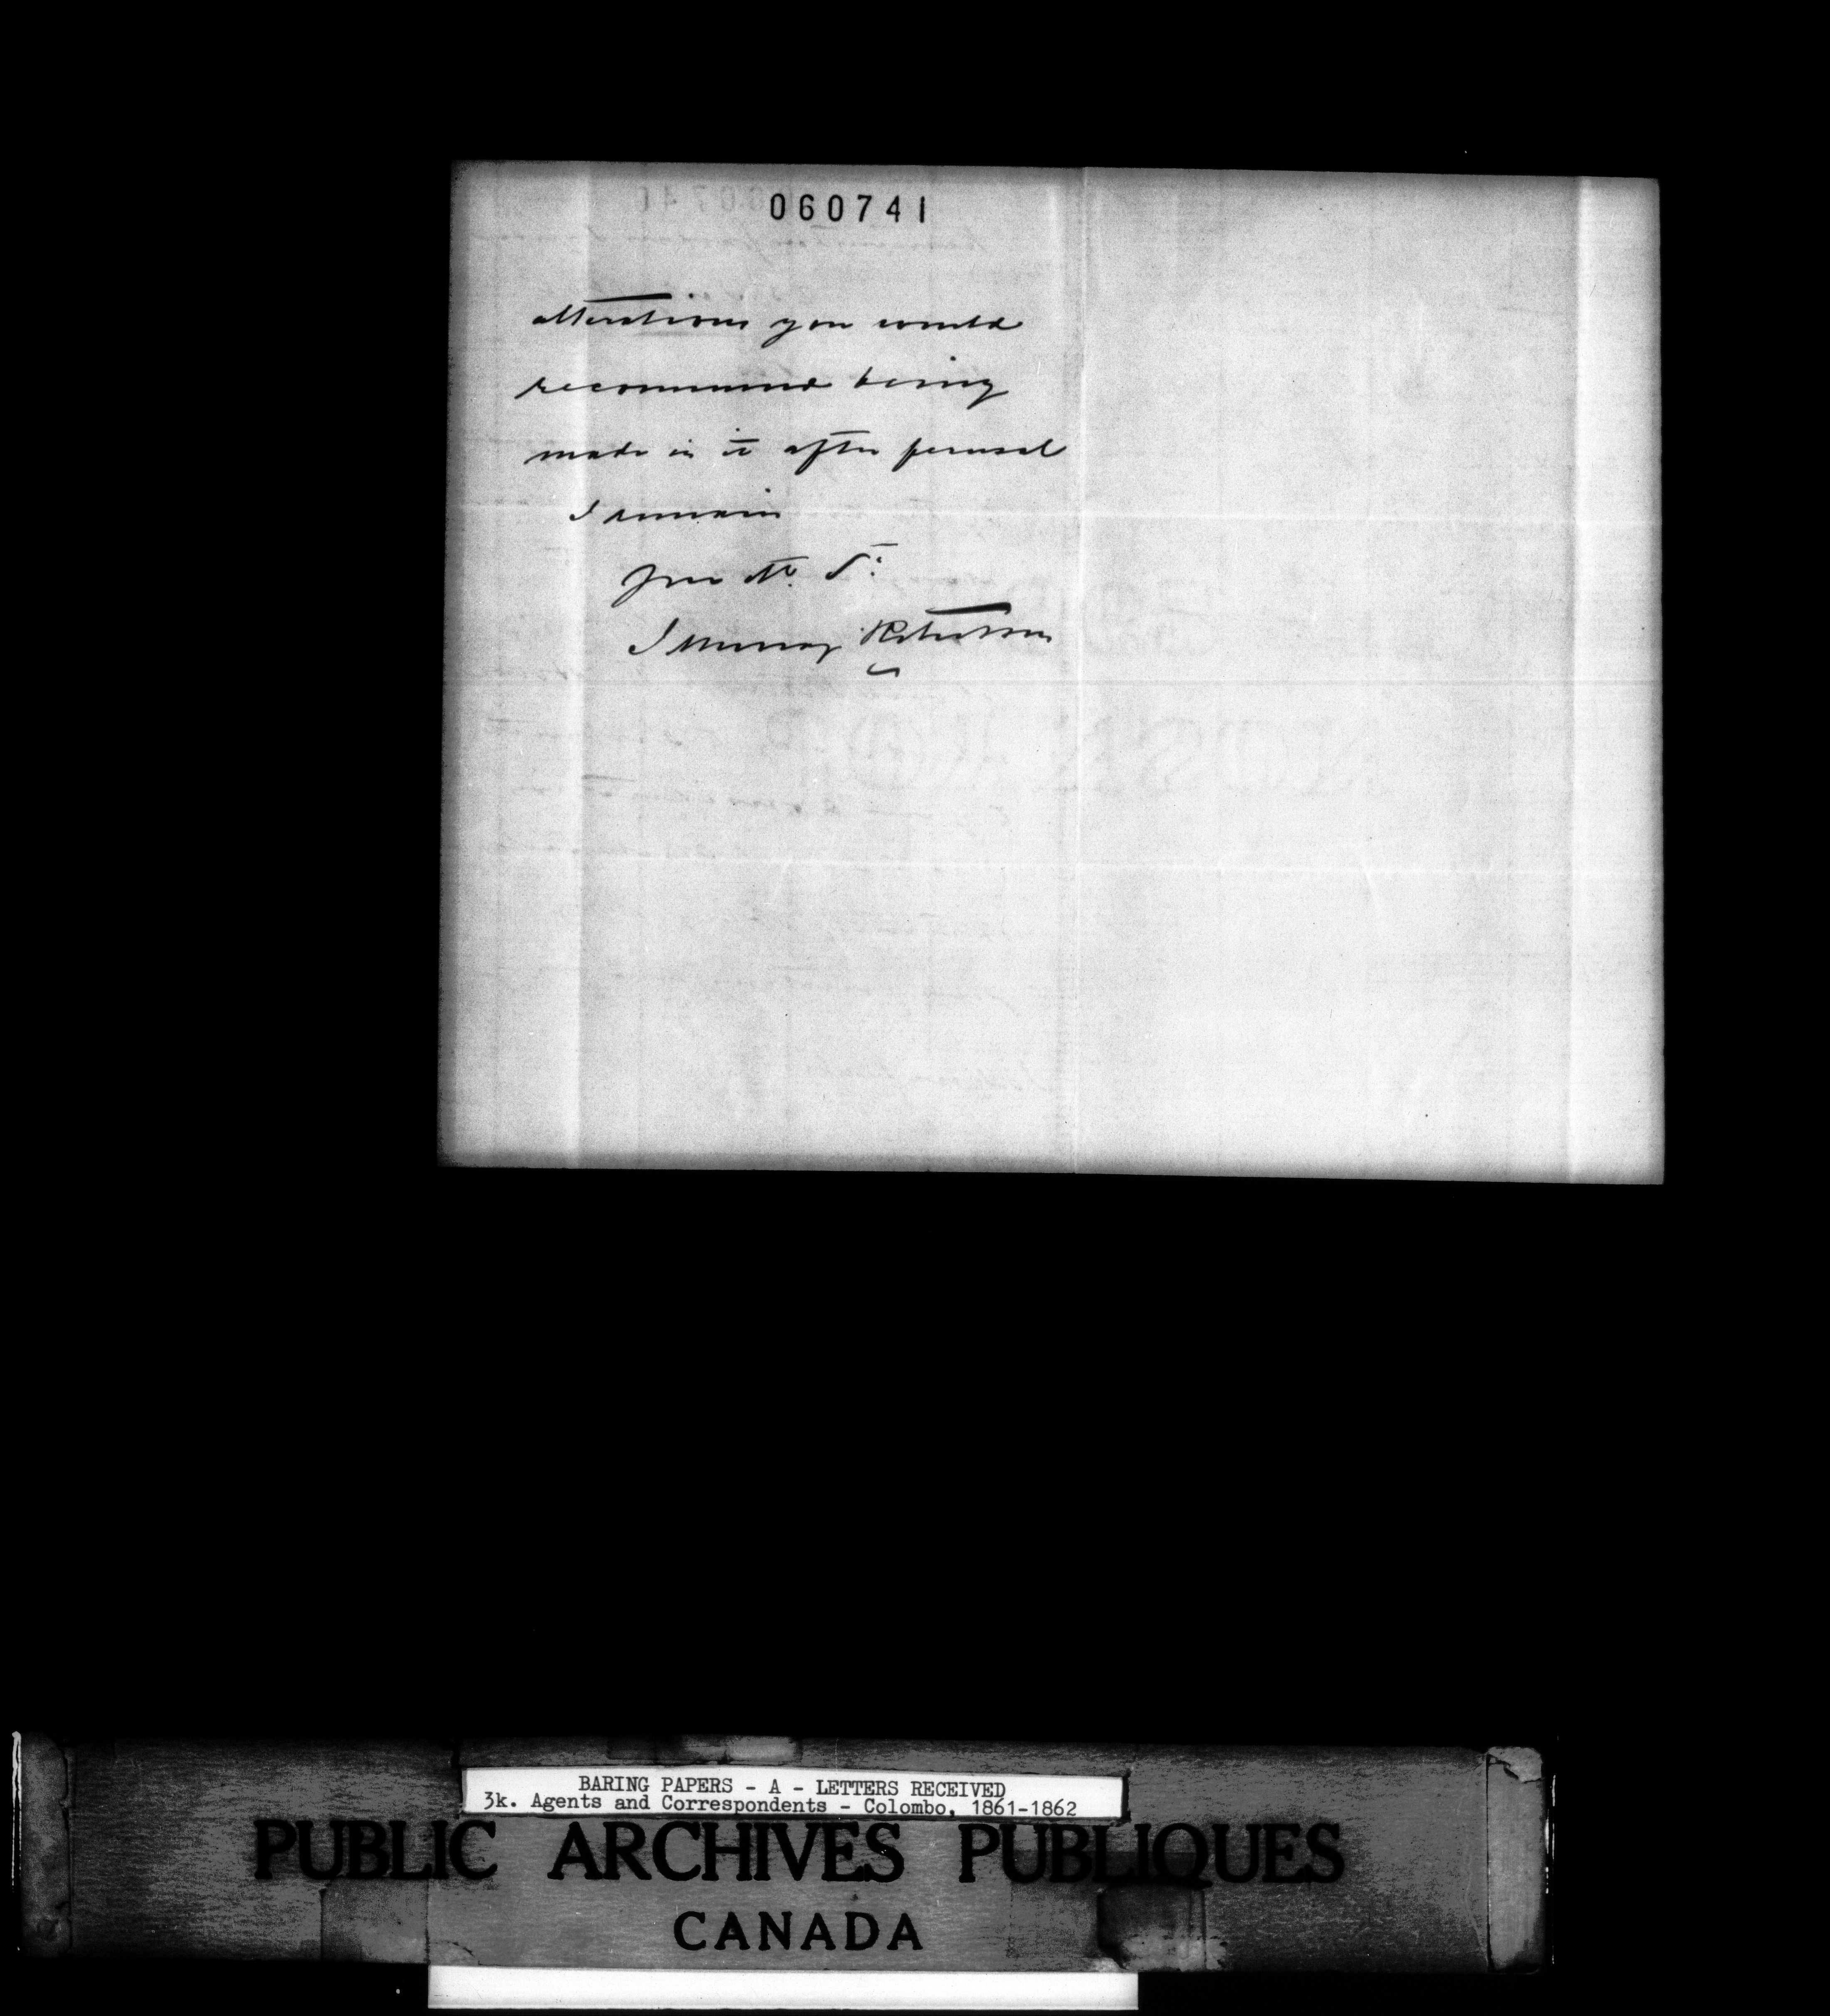 060741
alterations you would
recommend being
made in it after perusal
I remain
J Murray Robertson
BARING PAPERS - A - LETTERS RECEIVED
3k. Agents and Correspondents - Colombo, 1861-1862
PUBLIC ARCHIVES PUBLIQUES
CANADA